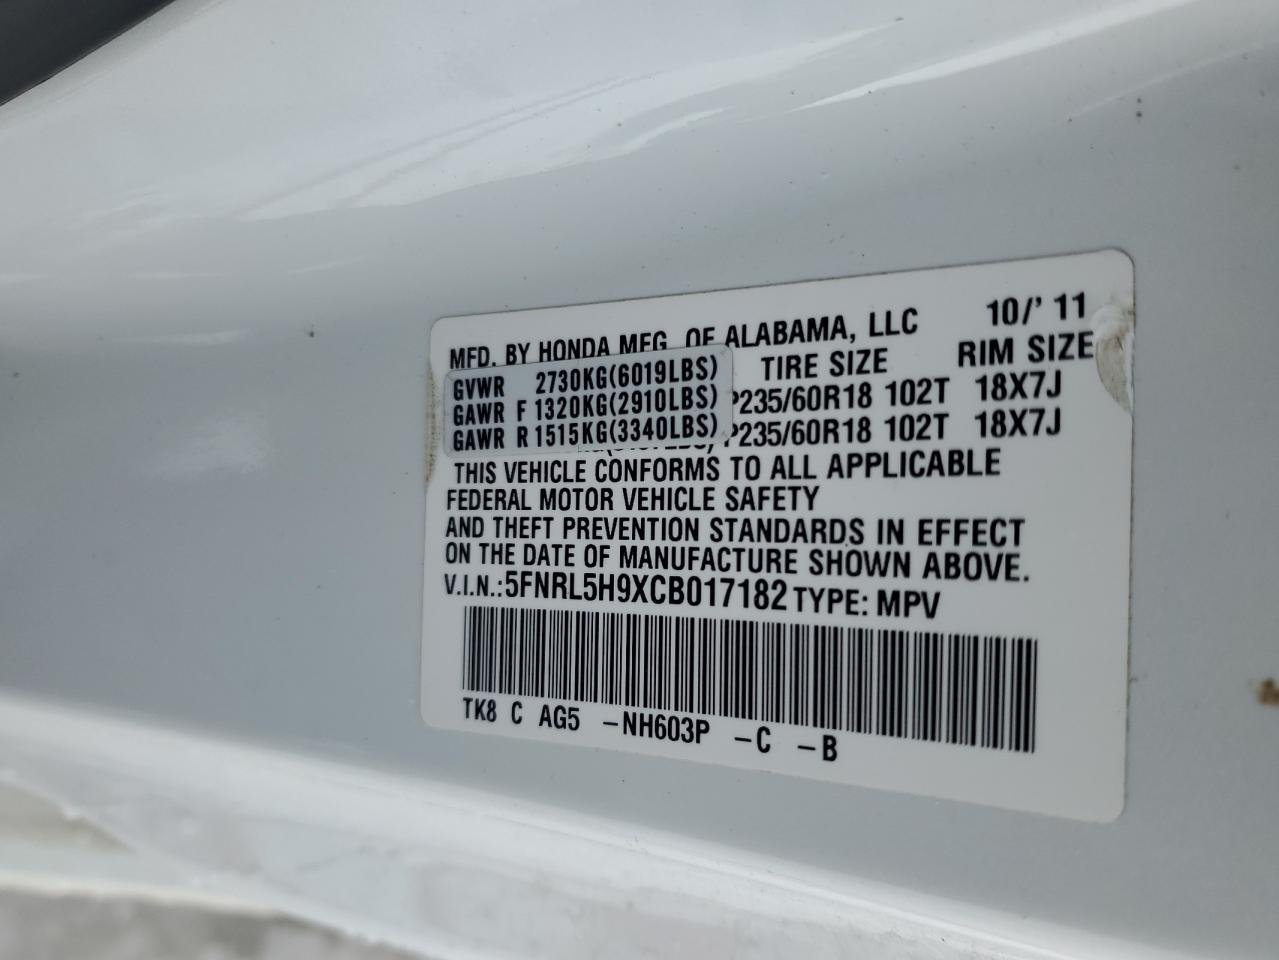 MFD. BY HONDA MFG. OF ALABAMA, LLC 10/' 11
GVWR 2730KG(6019LBS) TIRE SIZE RIM SIZE
GAWR F 1320KG(2910LBS) P235/60R18 102T 18X7J
GAWR R 1515KG(3340LBS) P235/60R18 102T 18X7J
THIS VEHICLE CONFORMS TO ALL APPLICABLE
FEDERAL MOTOR VEHICLE SAFETY
AND THEFT PREVENTION STANDARDS IN EFFECT
ON THE DATE OF MANUFACTURE SHOWN ABOVE.
V.I.N.: 5FNRL5H9XCB017182 TYPE: MPV
TK8 C AG5 -NH603P -C -B